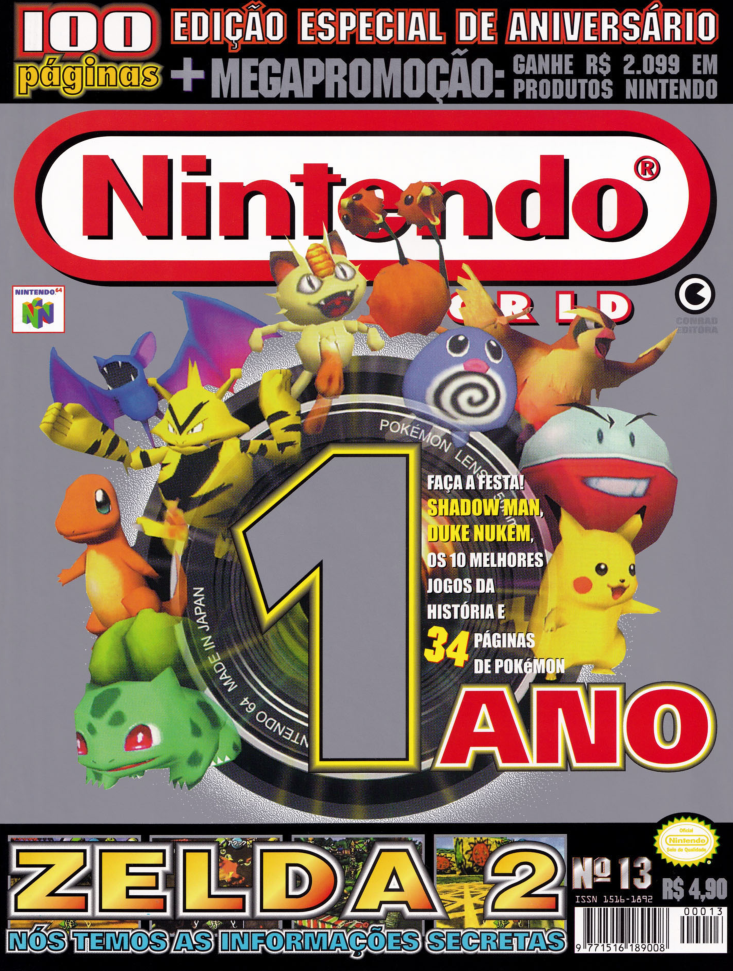 100 páginas
EDIÇÃO ESPECIAL DE ANIVERSÁRIO
+ MEGAPROMOÇÃO:
GANHE R$ 2.099 EM
PRODUTOS NINTENDO
Nintendo®
ORLD
NINTENDO 64
N
C
CONRAD
EDITORA
POKÉMON LENS
FAÇA A FESTA!
SHADOW MAN,
DUKE NUKEM,
OS 10 MELHORES
JOGOS DA
HISTÓRIA E
34 PÁGINAS
DE POKéMON
NTENDO 64 MADE IN JAPAN
1
ANO
ZELDA 2
NÓS TEMOS AS INFORMAÇÕES SECRETAS
Nº 13
ISSN 1516-1892
R$ 4,90
Nintendo
00013
9 771516 189008